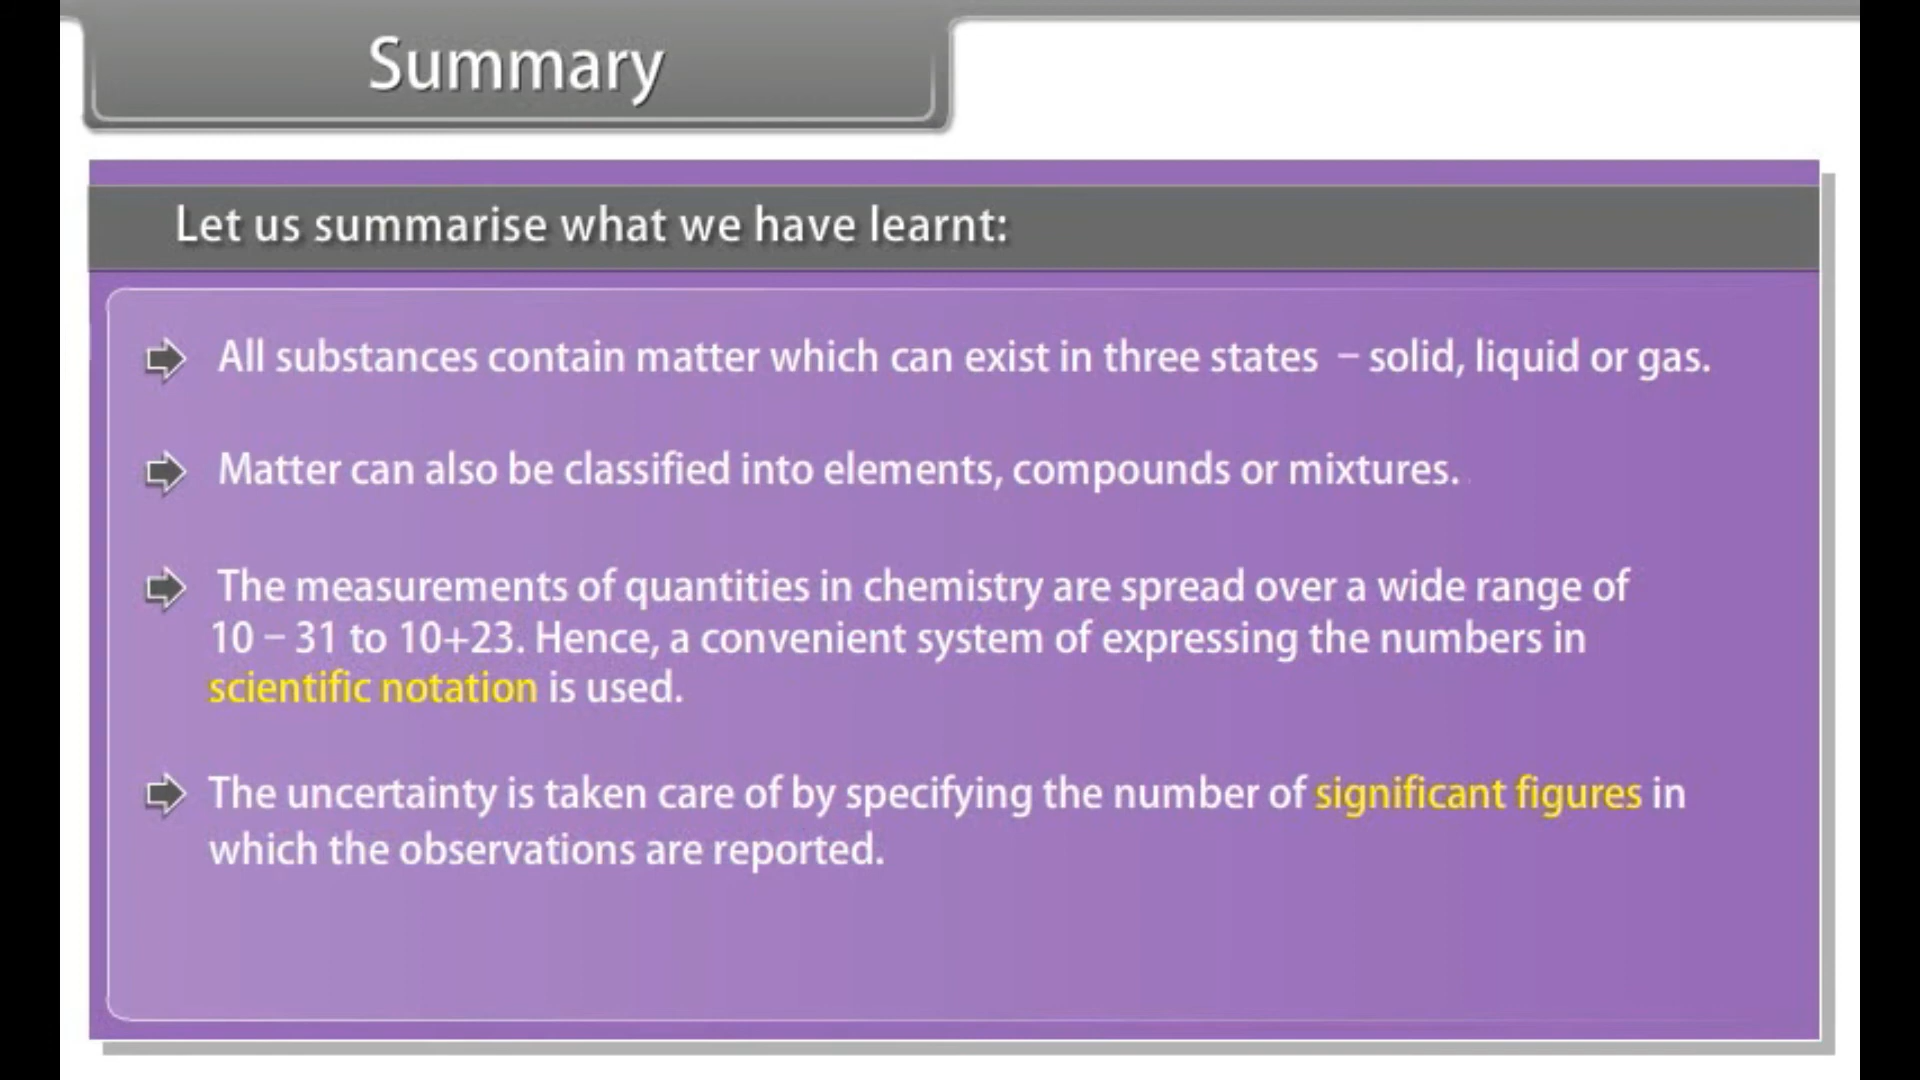 Summary
Let us summarise what we have learnt:
All substances contain matter which can exist in three states – solid, liquid or gas.
Matter can also be classified into elements, compounds or mixtures.
The measurements of quantities in chemistry are spread over a wide range of
10 – 31 to 10+23. Hence, a convenient system of expressing the numbers in
scientific notation is used.
The uncertainty is taken care of by specifying the number of significant figures in
which the observations are reported.